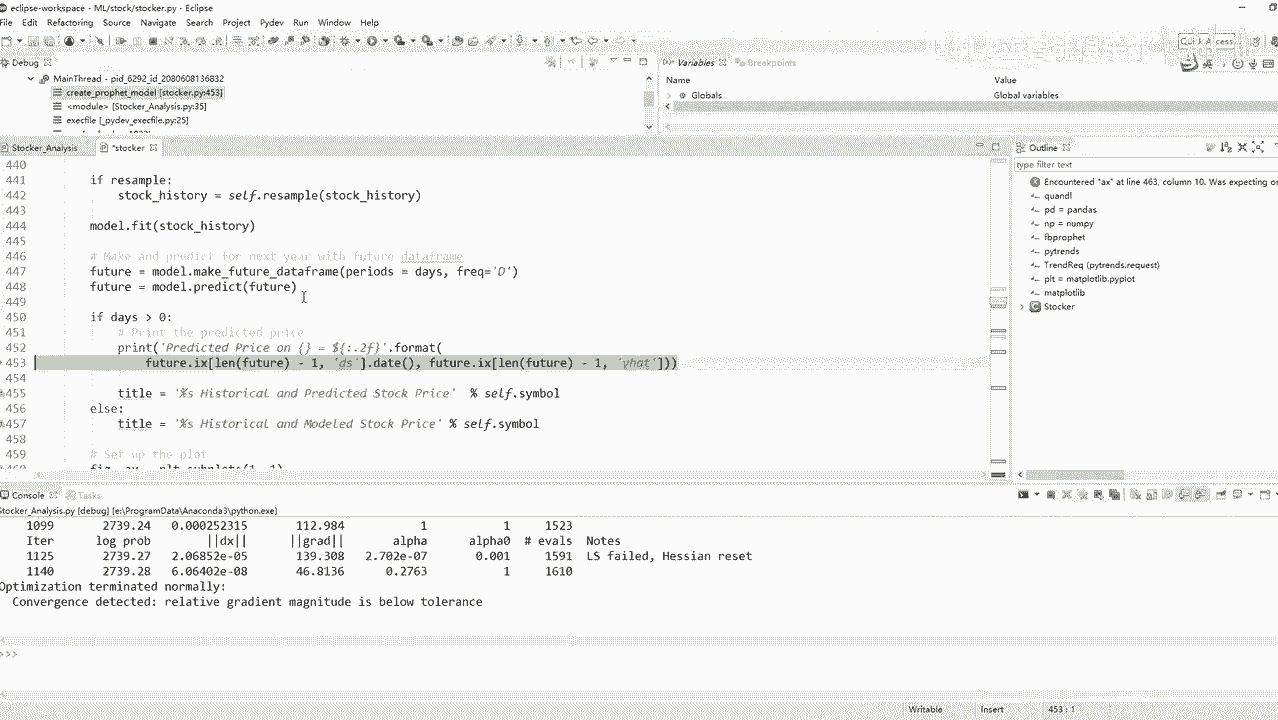 eclipse-workspace - ML/stock/stocker.py - Eclipse
File Edit Refactoring Source Navigate Search Project Pydev Run Window Help
Debug
MainThread - pid_6292_id_2080608136832
create_prophet_model [stocker.py:453]
<module> [Stocker_Analysis.py:35]
execfile [_pydev_execfile.py:25]
Variables Breakpoints
Name Value
Globals Global variables
Stocker_Analysis *stocker
440
441 if resample:
442 stock_history = self.resample(stock_history)
443
444 model.fit(stock_history)
445
446 # Make and predict for next year with future dataframe
447 future = model.make_future_dataframe(periods = days, freq='D')
448 future = model.predict(future)
449
450 if days > 0:
451 # Print the predicted price
452 print('Predicted Price on {} = ${:.2f}'.format(
453 future.ix[len(future) - 1, 'ds'].date(), future.ix[len(future) - 1, 'yhat']))
454
455 title = '%s Historical and Predicted Stock Price' % self.symbol
456 else:
457 title = '%s Historical and Modeled Stock Price' % self.symbol
458
459 # Set up the plot
460 fig, ax = plt.subplots(1, 1)
Outline
type filter text
Encountered "ax" at line 463, column 10. Was expecting
quandl
pd = pandas
np = numpy
fbprophet
pytrends
TrendReq (pytrends.request)
plt = matplotlib.pyplot
matplotlib
Stocker
Console Tasks
Stocker_Analysis.py [debug] [e:\ProgramData\Anaconda3\python.exe]
1099 2739.24 0.000252315 112.984 1 1 1523
Iter log prob ||dx|| ||grad|| alpha alpha0 # evals Notes
1125 2739.27 2.06852e-05 139.308 2.702e-07 0.001 1591 LS failed, Hessian reset
1140 2739.28 6.06402e-08 46.8136 0.2763 1 1610
Optimization terminated normally:
Convergence detected: relative gradient magnitude is below tolerance
>>>
Writable Insert 453 : 1